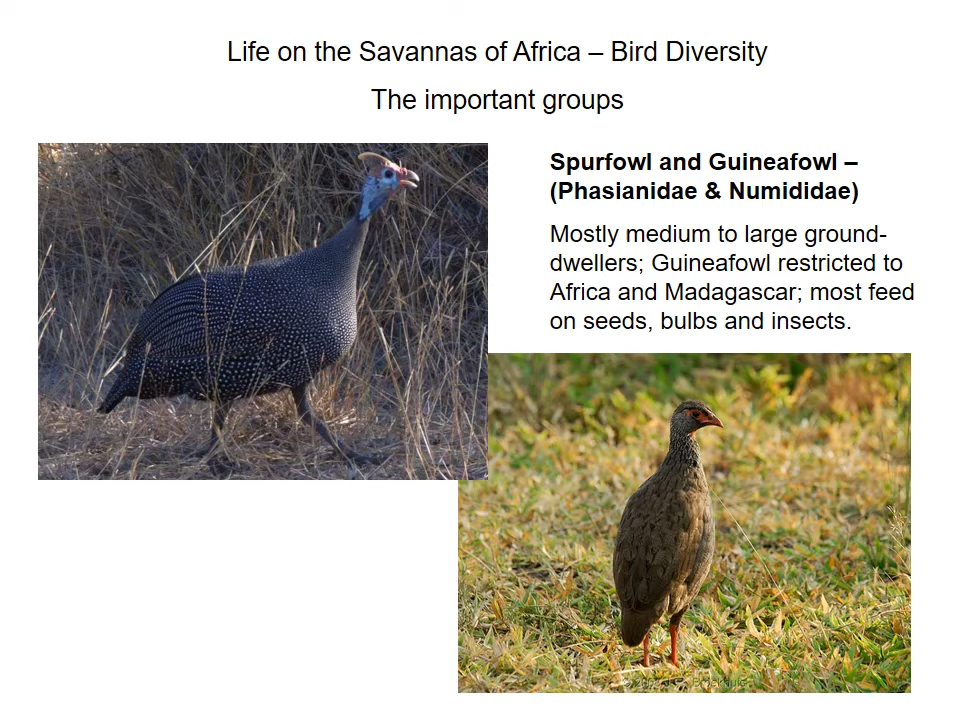 Life on the Savannas of Africa – Bird Diversity
The important groups
Spurfowl and Guineafowl –
(Phasianidae & Numididae)
Mostly medium to large ground-
dwellers; Guineafowl restricted to
Africa and Madagascar; most feed
on seeds, bulbs and insects.